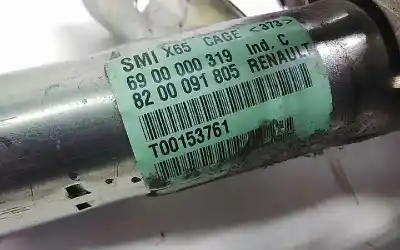 SMI X65 CAGE <373>
69 00 000 319 Ind. C
82 00 091 805 RENAULT
T00153761